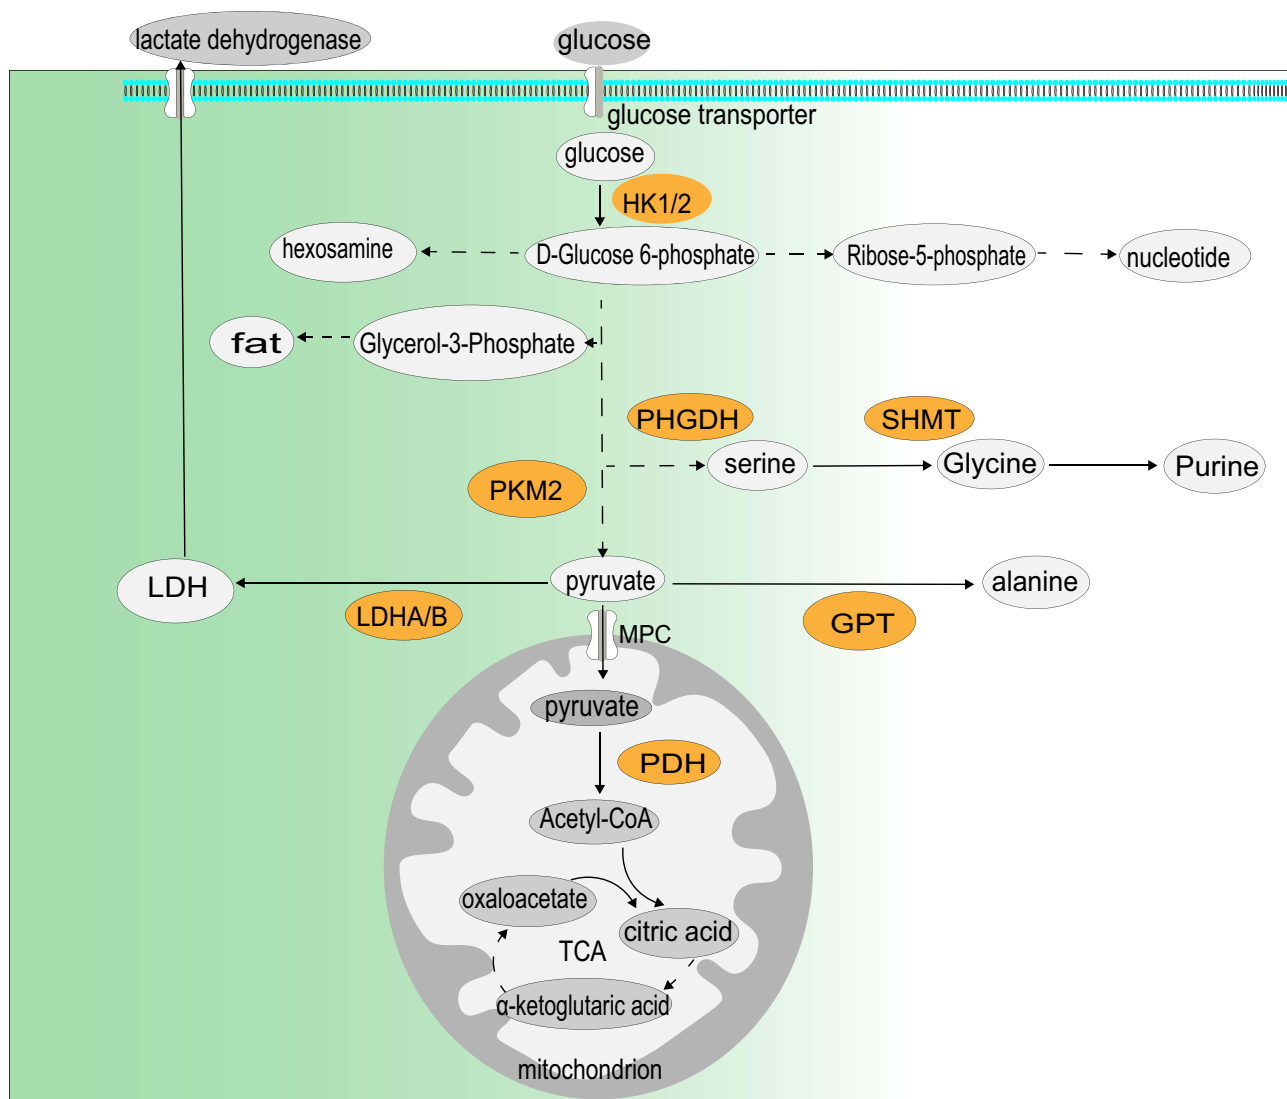 lactate dehydrogenase
glucose
glucose transporter
glucose
HK1/2
hexosamine
D-Glucose 6-phosphate
Ribose-5-phosphate
nucleotide
fat
Glycerol-3-Phosphate
PHGDH
SHMT
serine
Glycine
Purine
PKM2
LDH
pyruvate
alanine
LDHA/B
GPT
MPC
pyruvate
PDH
Acetyl-CoA
oxaloacetate
citric acid
TCA
α-ketoglutaric acid
mitochondrion